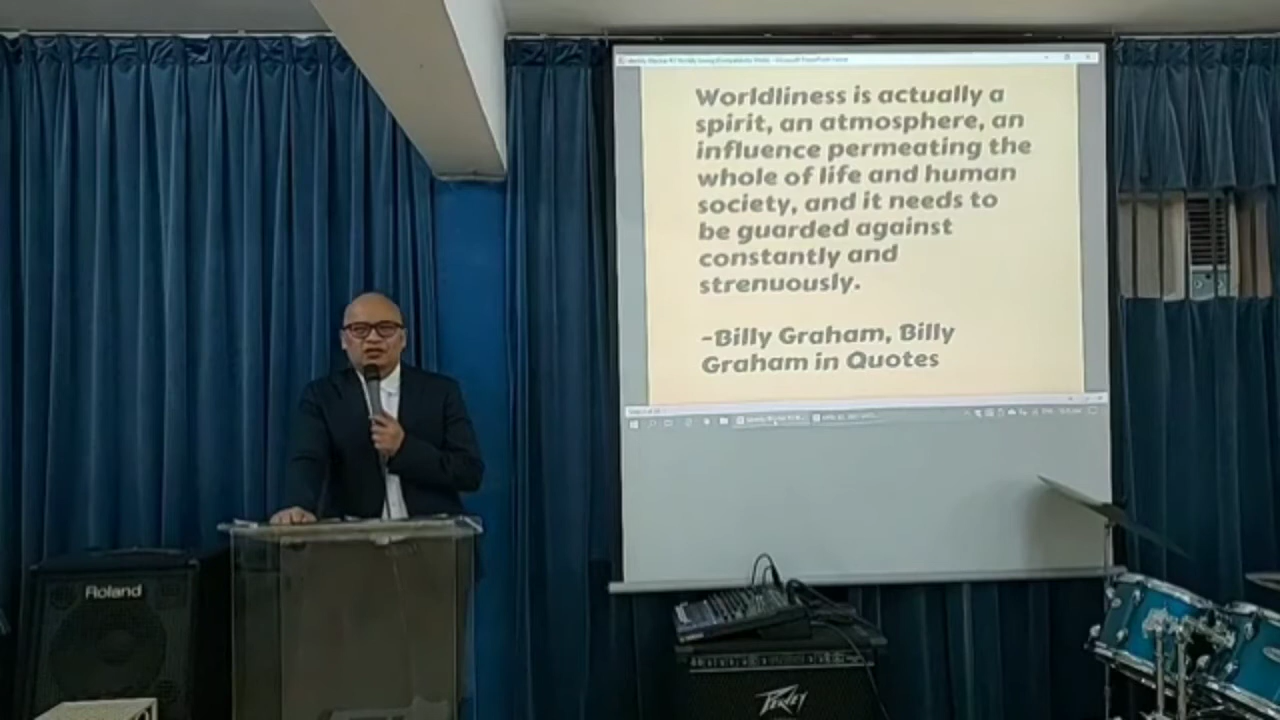 Worldliness is actually a
spirit, an atmosphere, an
influence permeating the
whole of life and human
society, and it needs to
be guarded against
constantly and
strenuously.
-Billy Graham, Billy
Graham in Quotes
Roland
PEAVEY